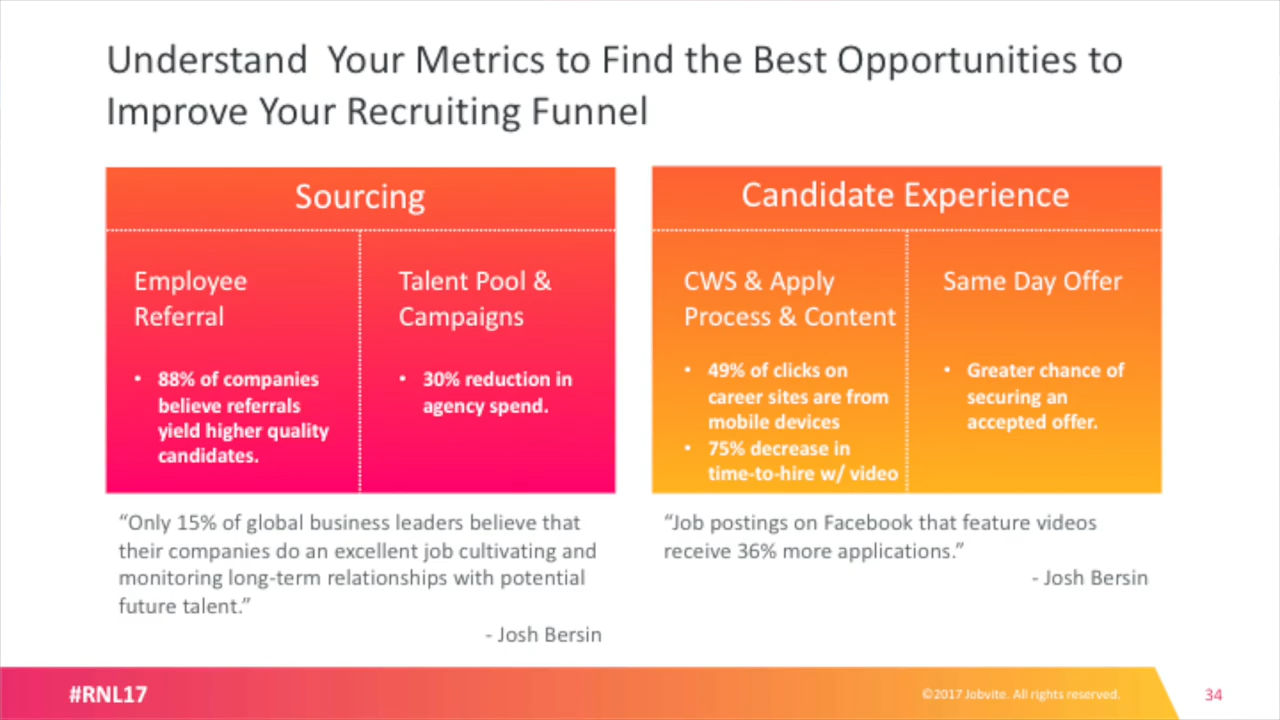 Understand  Your Metrics to Find the Best Opportunities to
Improve Your Recruiting Funnel
Sourcing
Employee
Referral
• 88% of companies
believe referrals
yield higher quality
candidates.
Talent Pool &
Campaigns
• 30% reduction in
agency spend.
“Only 15% of global business leaders believe that
their companies do an excellent job cultivating and
monitoring long-term relationships with potential
future talent.”
- Josh Bersin
Candidate Experience
CWS & Apply
Process & Content
• 49% of clicks on
career sites are from
mobile devices
• 75% decrease in
time-to-hire w/ video
Same Day Offer
• Greater chance of
securing an
accepted offer.
“Job postings on Facebook that feature videos
receive 36% more applications.”
- Josh Bersin
#RNL17
©2017 Jobvite. All rights reserved.
34